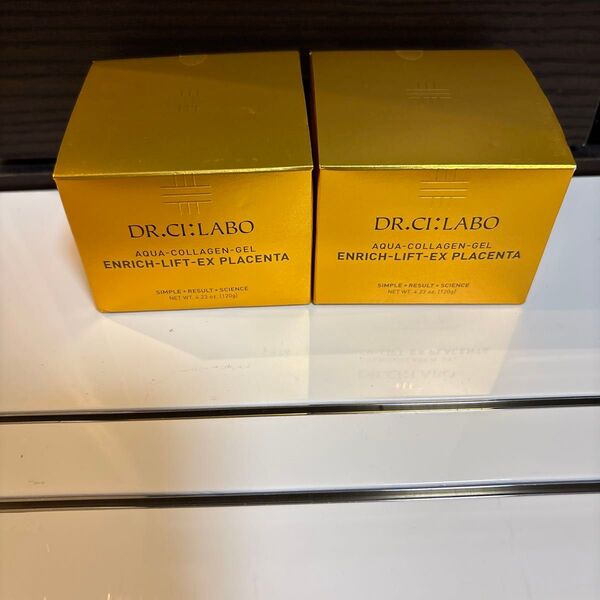 DR.CI:LABO
AQUA-COLLAGEN-GEL
ENRICH-LIFT-EX PLACENTA
SIMPLE + RESULT + SCIENCE
NET WT. 4.23 oz. (120g)
DR.CI:LABO
AQUA-COLLAGEN-GEL
ENRICH-LIFT-EX PLACENTA
SIMPLE + RESULT + SCIENCE
NET WT. 4.23 oz. (120g)